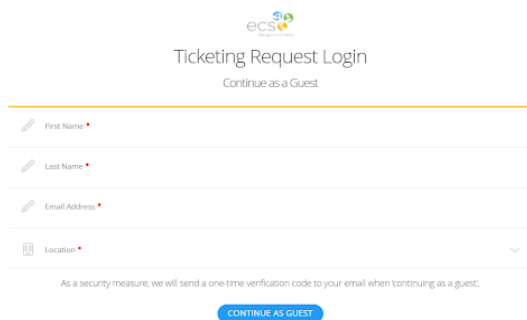 ecs
Ticketing Request Login
Continue as a Guest
First Name *
Last Name *
Email Address *
Location *
As a security measure, we will send a one-time verification code to your email when 'continuing as a guest'.
CONTINUE AS GUEST